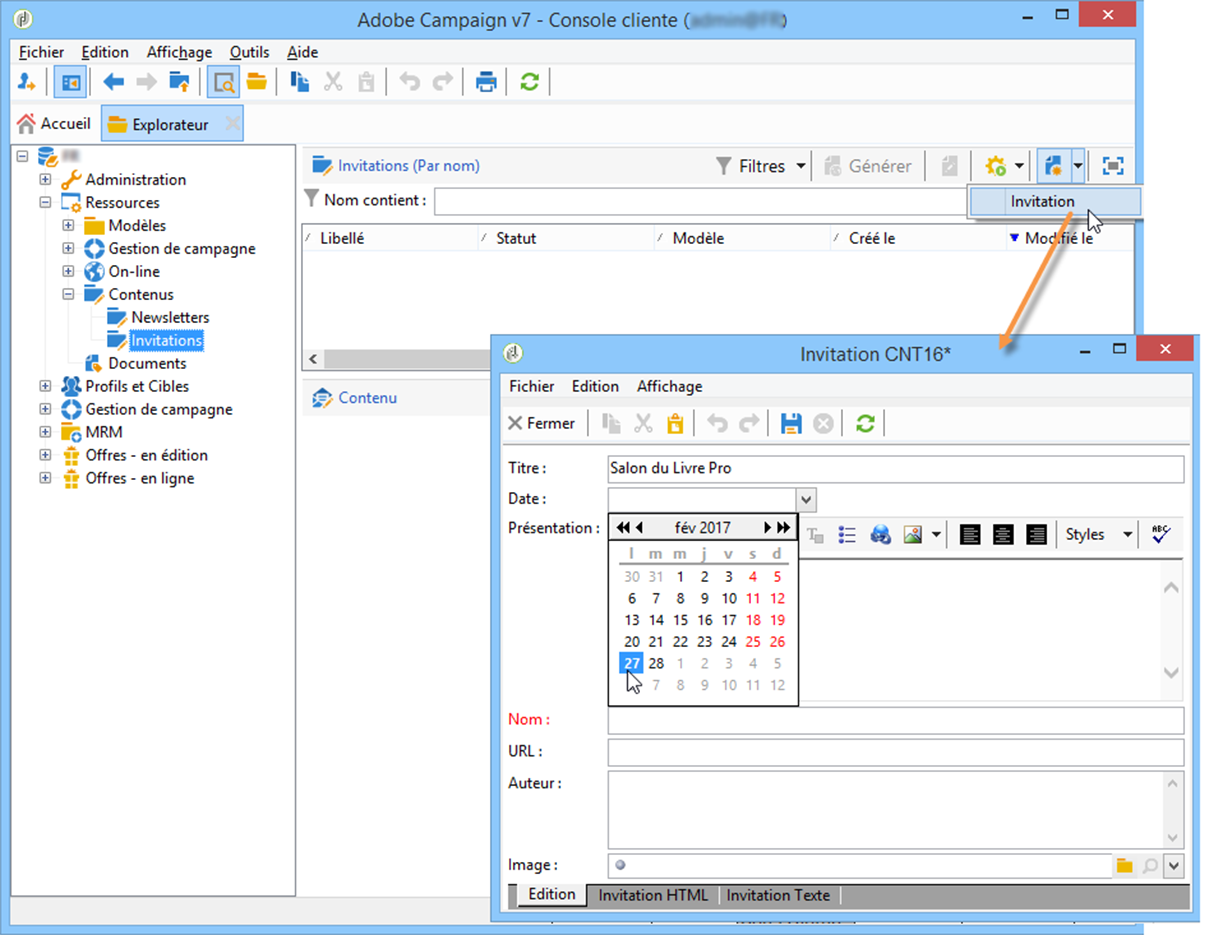 Adobe Campaign v7 - Console cliente (
Fichier Edition Affichage Outils Aide
Accueil Explorateur
Administration
Ressources
Modèles
Gestion de campagne
On-line
Contenus
Newsletters
Invitations
Documents
Profils et Cibles
Gestion de campagne
MRM
Offres - en édition
Offres - en ligne
Invitations (Par nom) Filtres Générer
Nom contient :
Invitation
Libellé Statut Modèle Créé le Modifié le
Contenu
Invitation CNT16*
Fichier Edition Affichage
Fermer
Titre : Salon du Livre Pro
Date :
Présentation : Styles ABC
fév 2017
l m m j v s d
30 31 1 2 3 4 5
6 7 8 9 10 11 12
13 14 15 16 17 18 19
20 21 22 23 24 25 26
27 28 1 2 3 4 5
7 8 9 10 11 12
Nom :
URL :
Auteur :
Image :
Edition Invitation HTML Invitation Texte